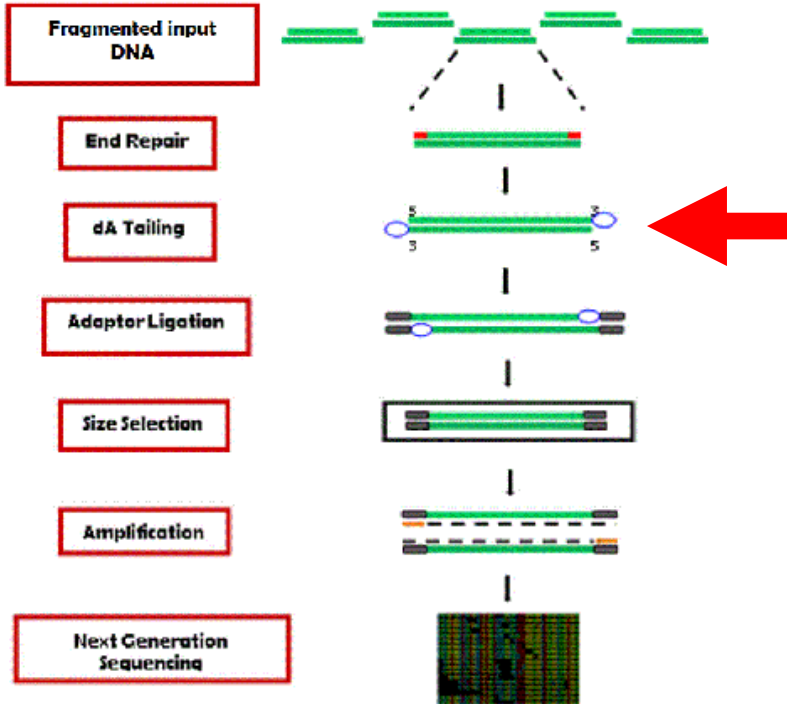 Fragmented input
DNA
End Repair
dA Tailing
5 3
3 5
Adaptor Ligation
Size Selection
Amplification
Next Generation
Sequencing